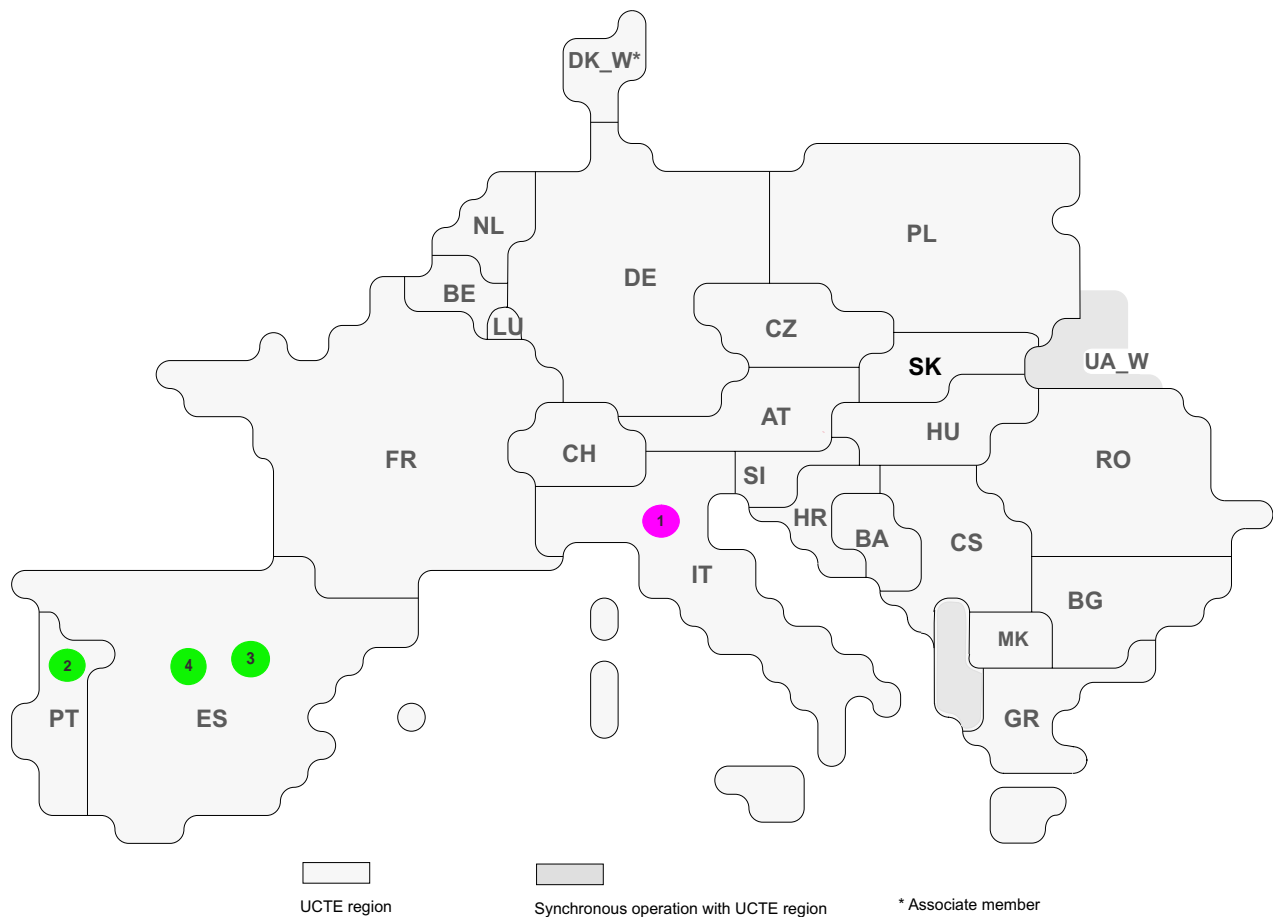 DK_W*
NL
PL
DE
BE
CZ
LU
UA_W
SK
AT
HU
FR
CH
RO
SI
HR
1
BA
CS
IT
BG
MK
2
4
3
PT
ES
GR
UCTE region
Synchronous operation with UCTE region
* Associate member